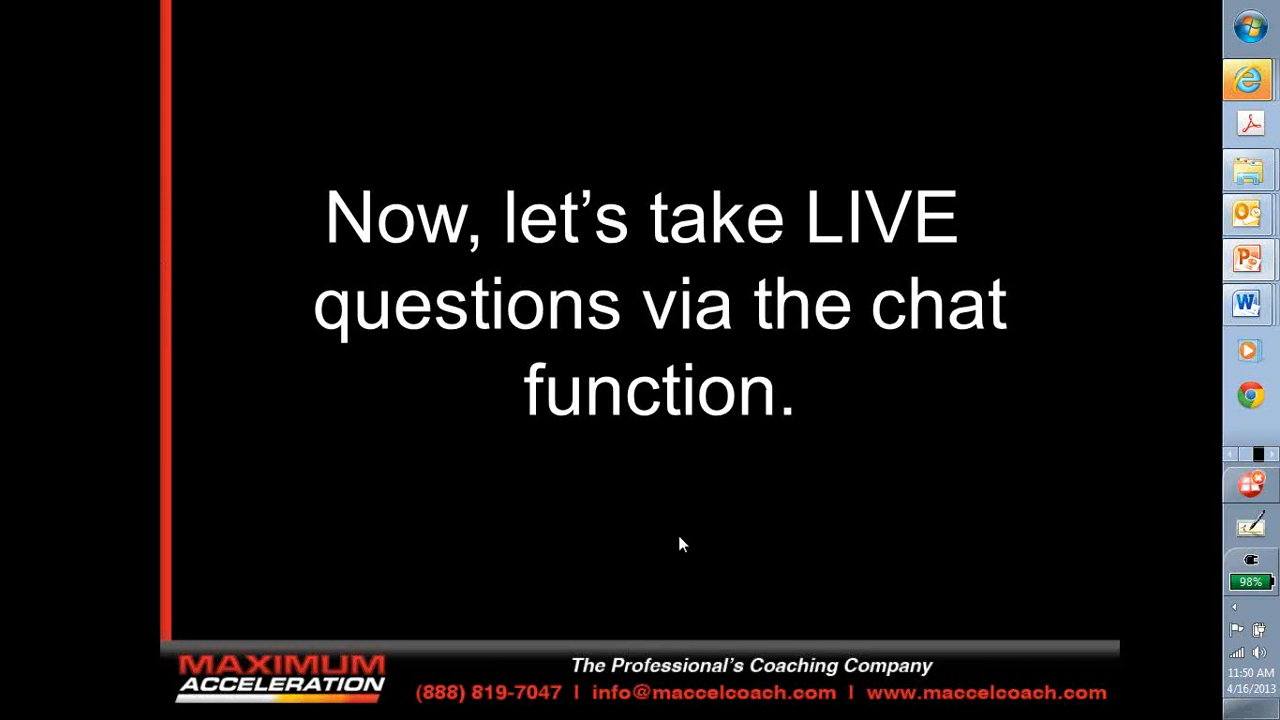 Now, let’s take LIVE
questions via the chat
function.
98%
11:50 AM
4/16/2013
MAXIMUM
ACCELERATION
The Professional’s Coaching Company
(888) 819-7047 | info@maccelcoach.com | www.maccelcoach.com